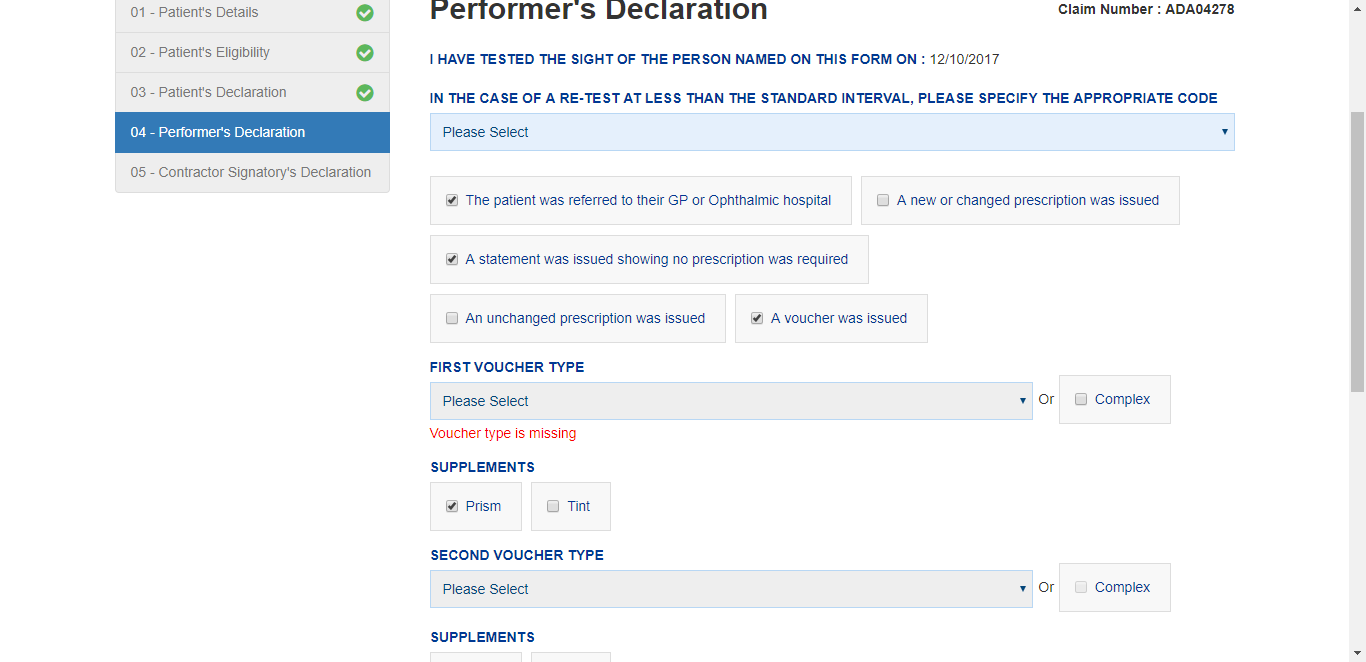 01 - Patient's Details
02 - Patient's Eligibility
03 - Patient's Declaration
04 - Performer's Declaration
05 - Contractor Signatory's Declaration
Performer's Declaration
Claim Number : ADA04278
I HAVE TESTED THE SIGHT OF THE PERSON NAMED ON THIS FORM ON : 12/10/2017
IN THE CASE OF A RE-TEST AT LESS THAN THE STANDARD INTERVAL, PLEASE SPECIFY THE APPROPRIATE CODE
Please Select
The patient was referred to their GP or Ophthalmic hospital
A new or changed prescription was issued
A statement was issued showing no prescription was required
An unchanged prescription was issued
A voucher was issued
FIRST VOUCHER TYPE
Please Select
Or
Complex
Voucher type is missing
SUPPLEMENTS
Prism
Tint
SECOND VOUCHER TYPE
Please Select
Or
Complex
SUPPLEMENTS